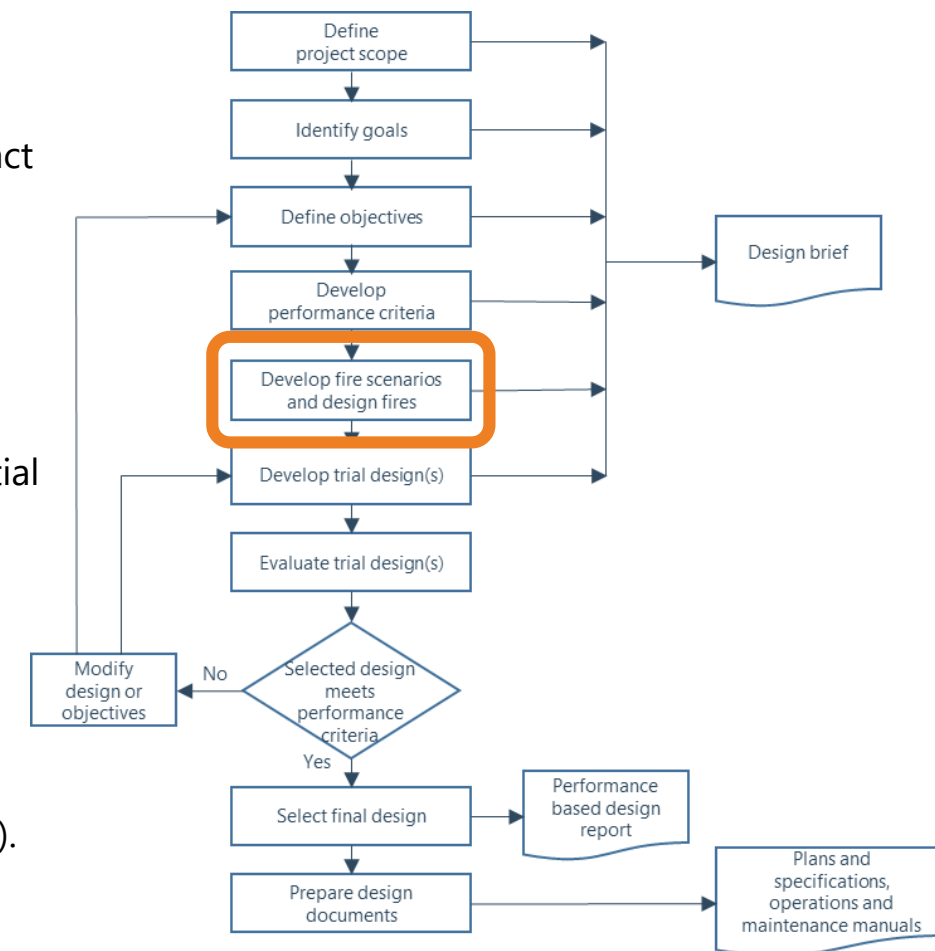 Define
project scope
Identify goals
act
Define objectives
Design brief
Develop
performance criteria
Develop fire scenarios
and design fires
tial
Develop trial design(s)
Evaluate trial design(s)
Modify
design or
objectives
No
Selected design
meets
performance
criteria
Yes
Select final design
Performance
based design
report
).
Prepare design
documents
Plans and
specifications,
operations and
maintenance manuals